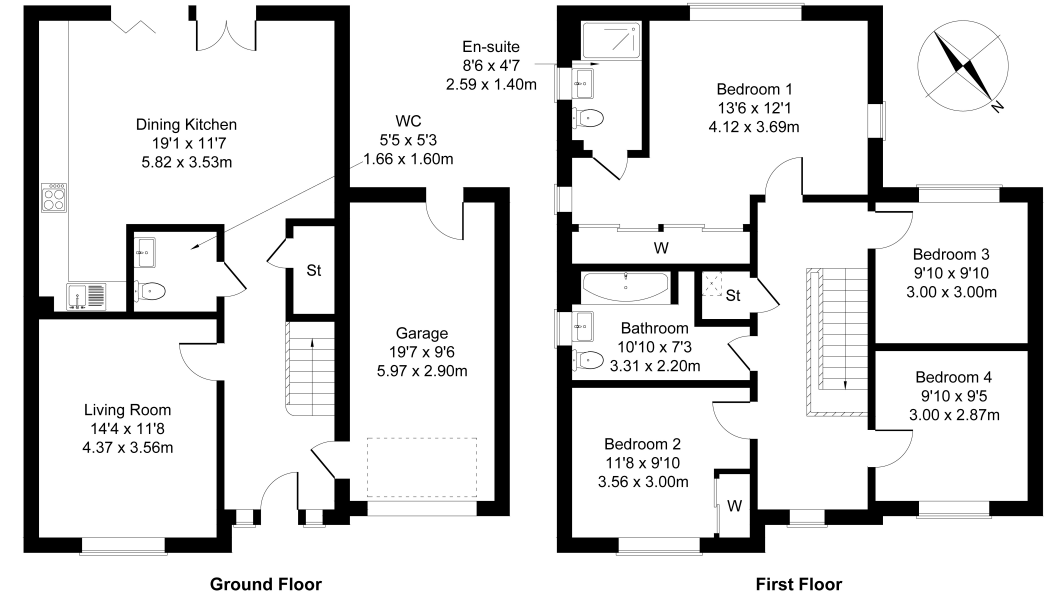 Dining Kitchen
19'1 x 11'7
5.82 x 3.53m
WC
5'5 x 5'3
1.66 x 1.60m
St
Garage
19'7 x 9'6
5.97 x 2.90m
Living Room
14'4 x 11'8
4.37 x 3.56m
Ground Floor
En-suite
8'6 x 4'7
2.59 x 1.40m
Bedroom 1
13'6 x 12'1
4.12 x 3.69m
N
W
St
Bedroom 3
9'10 x 9'10
3.00 x 3.00m
Bathroom
10'10 x 7'3
3.31 x 2.20m
Bedroom 4
9'10 x 9'5
3.00 x 2.87m
Bedroom 2
11'8 x 9'10
3.56 x 3.00m
W
First Floor